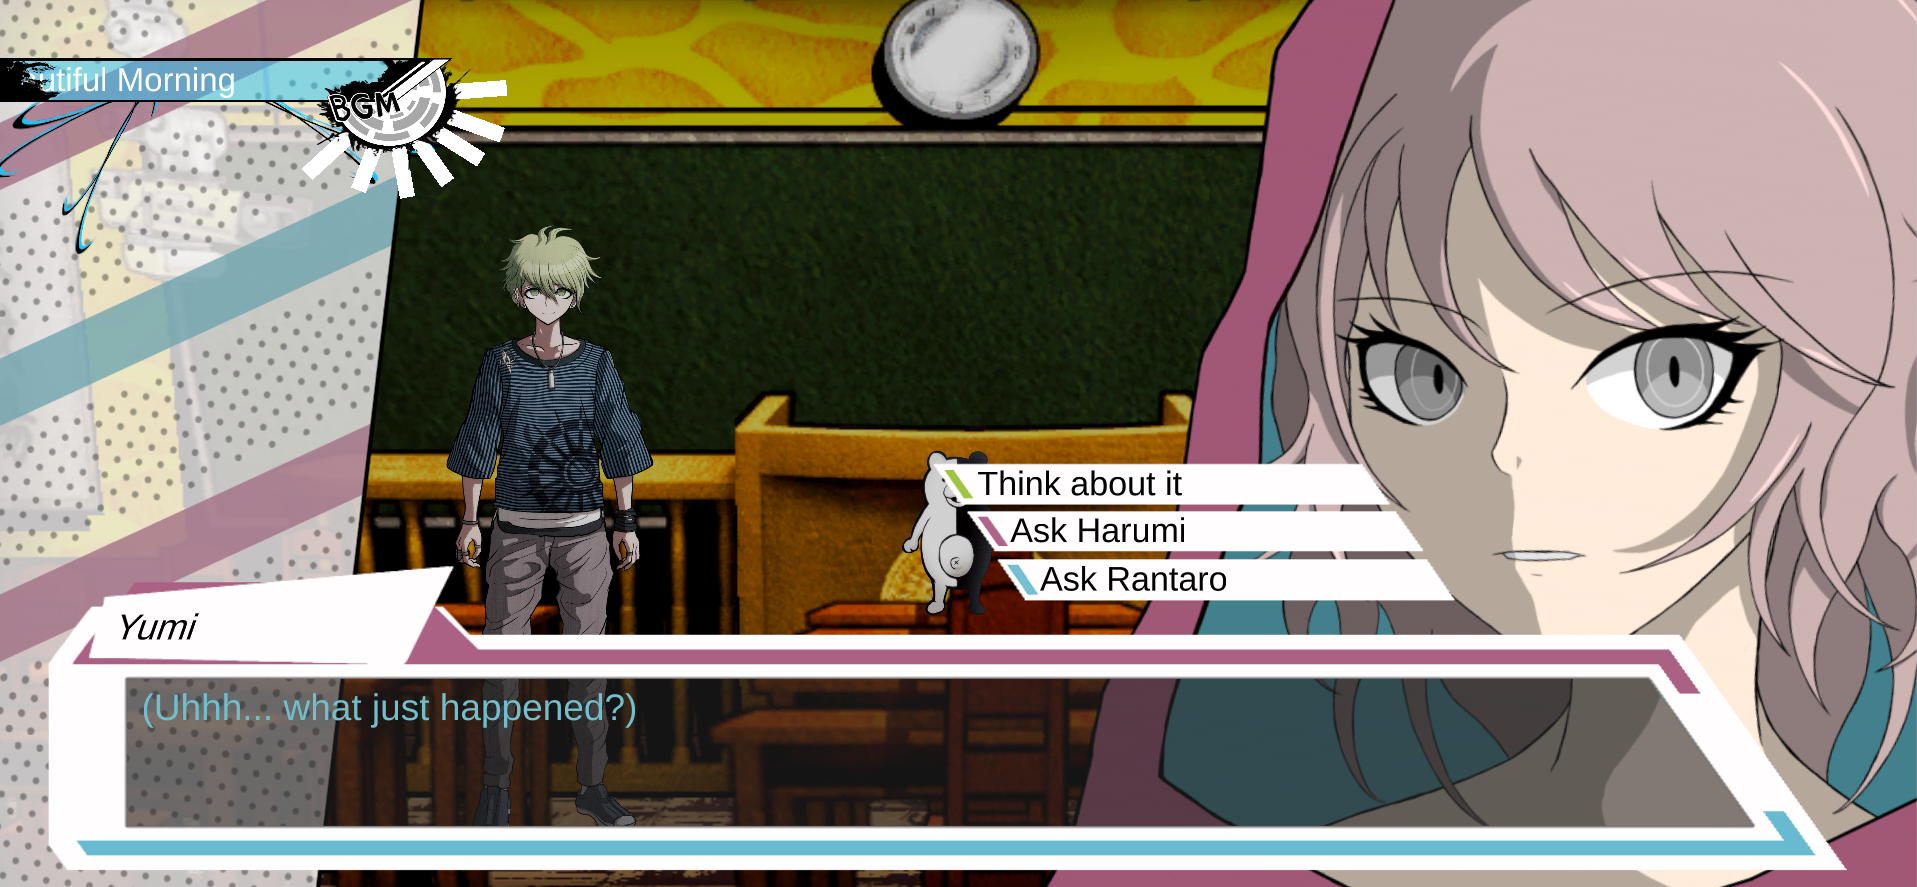 utiful Morning
BGM
Think about it
Ask Harumi
Ask Rantaro
Yumi
(Uhhh... what just happened?)